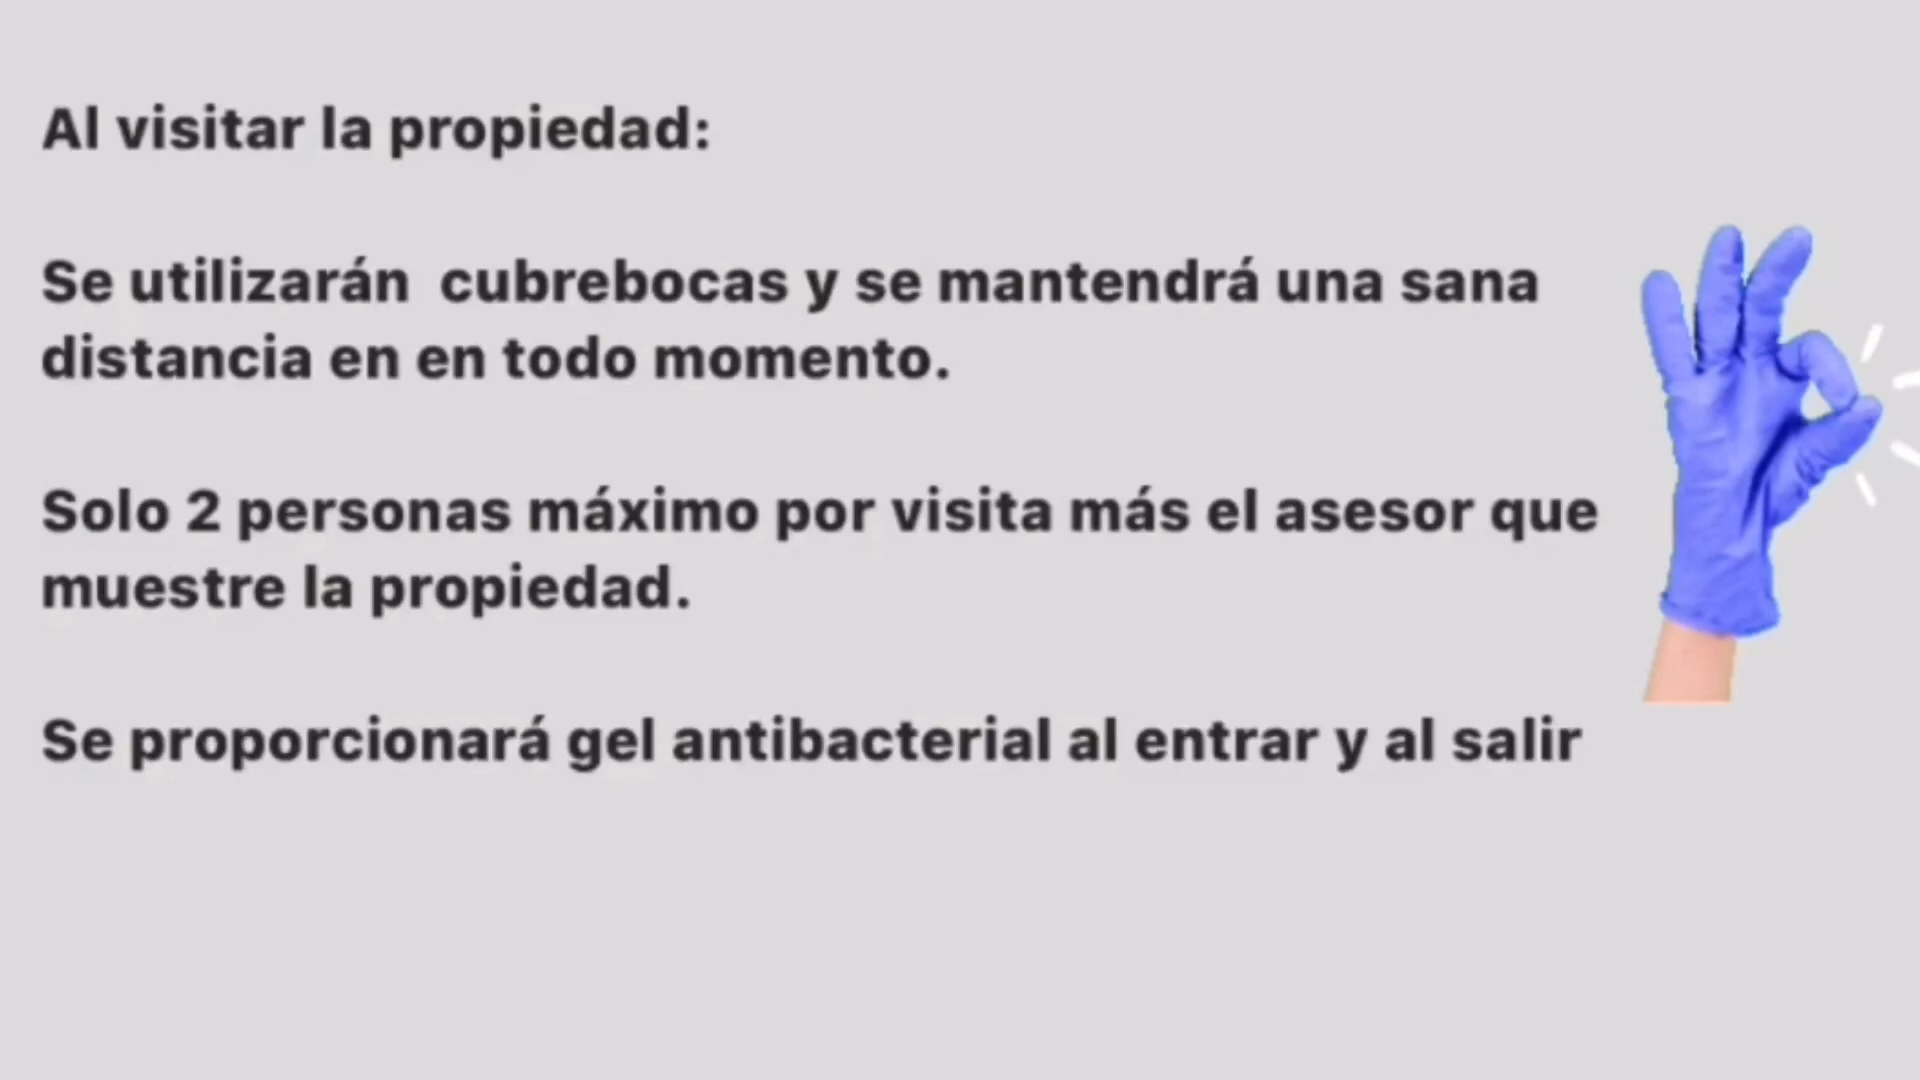 Al visitar la propiedad:
Se utilizarán  cubrebocas y se mantendrá una sana
distancia en en todo momento.
Solo 2 personas máximo por visita más el asesor que
muestre la propiedad.
Se proporcionará gel antibacterial al entrar y al salir